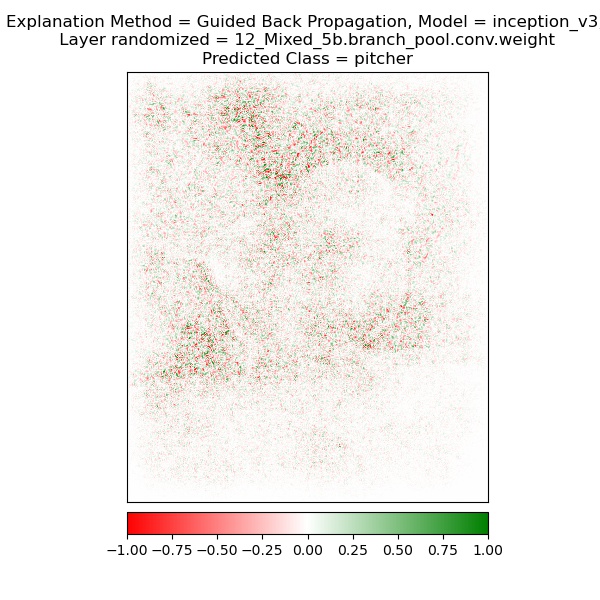 Explanation Method = Guided Back Propagation, Model = inception_v3
Layer randomized = 12_Mixed_5b.branch_pool.conv.weight
Predicted Class = pitcher
−1.00 −0.75 −0.50 −0.25 0.00 0.25 0.50 0.75 1.00